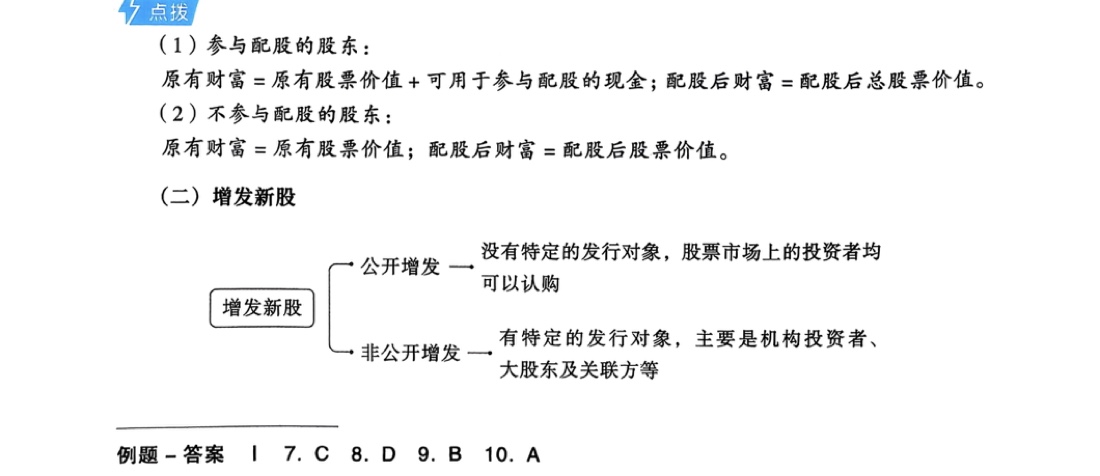 点拨
（1）参与配股的股东：
原有财富 = 原有股票价值 + 可用于参与配股的现金；配股后财富 = 配股后总股票价值。
（2）不参与配股的股东：
原有财富 = 原有股票价值；配股后财富 = 配股后股票价值。
（二）增发新股
没有特定的发行对象，股票市场上的投资者均
公开增发
可以认购
增发新股
有特定的发行对象，主要是机构投资者、
非公开增发
大股东及关联方等
例题 – 答案 | 7. C 8. D 9. B 10. A